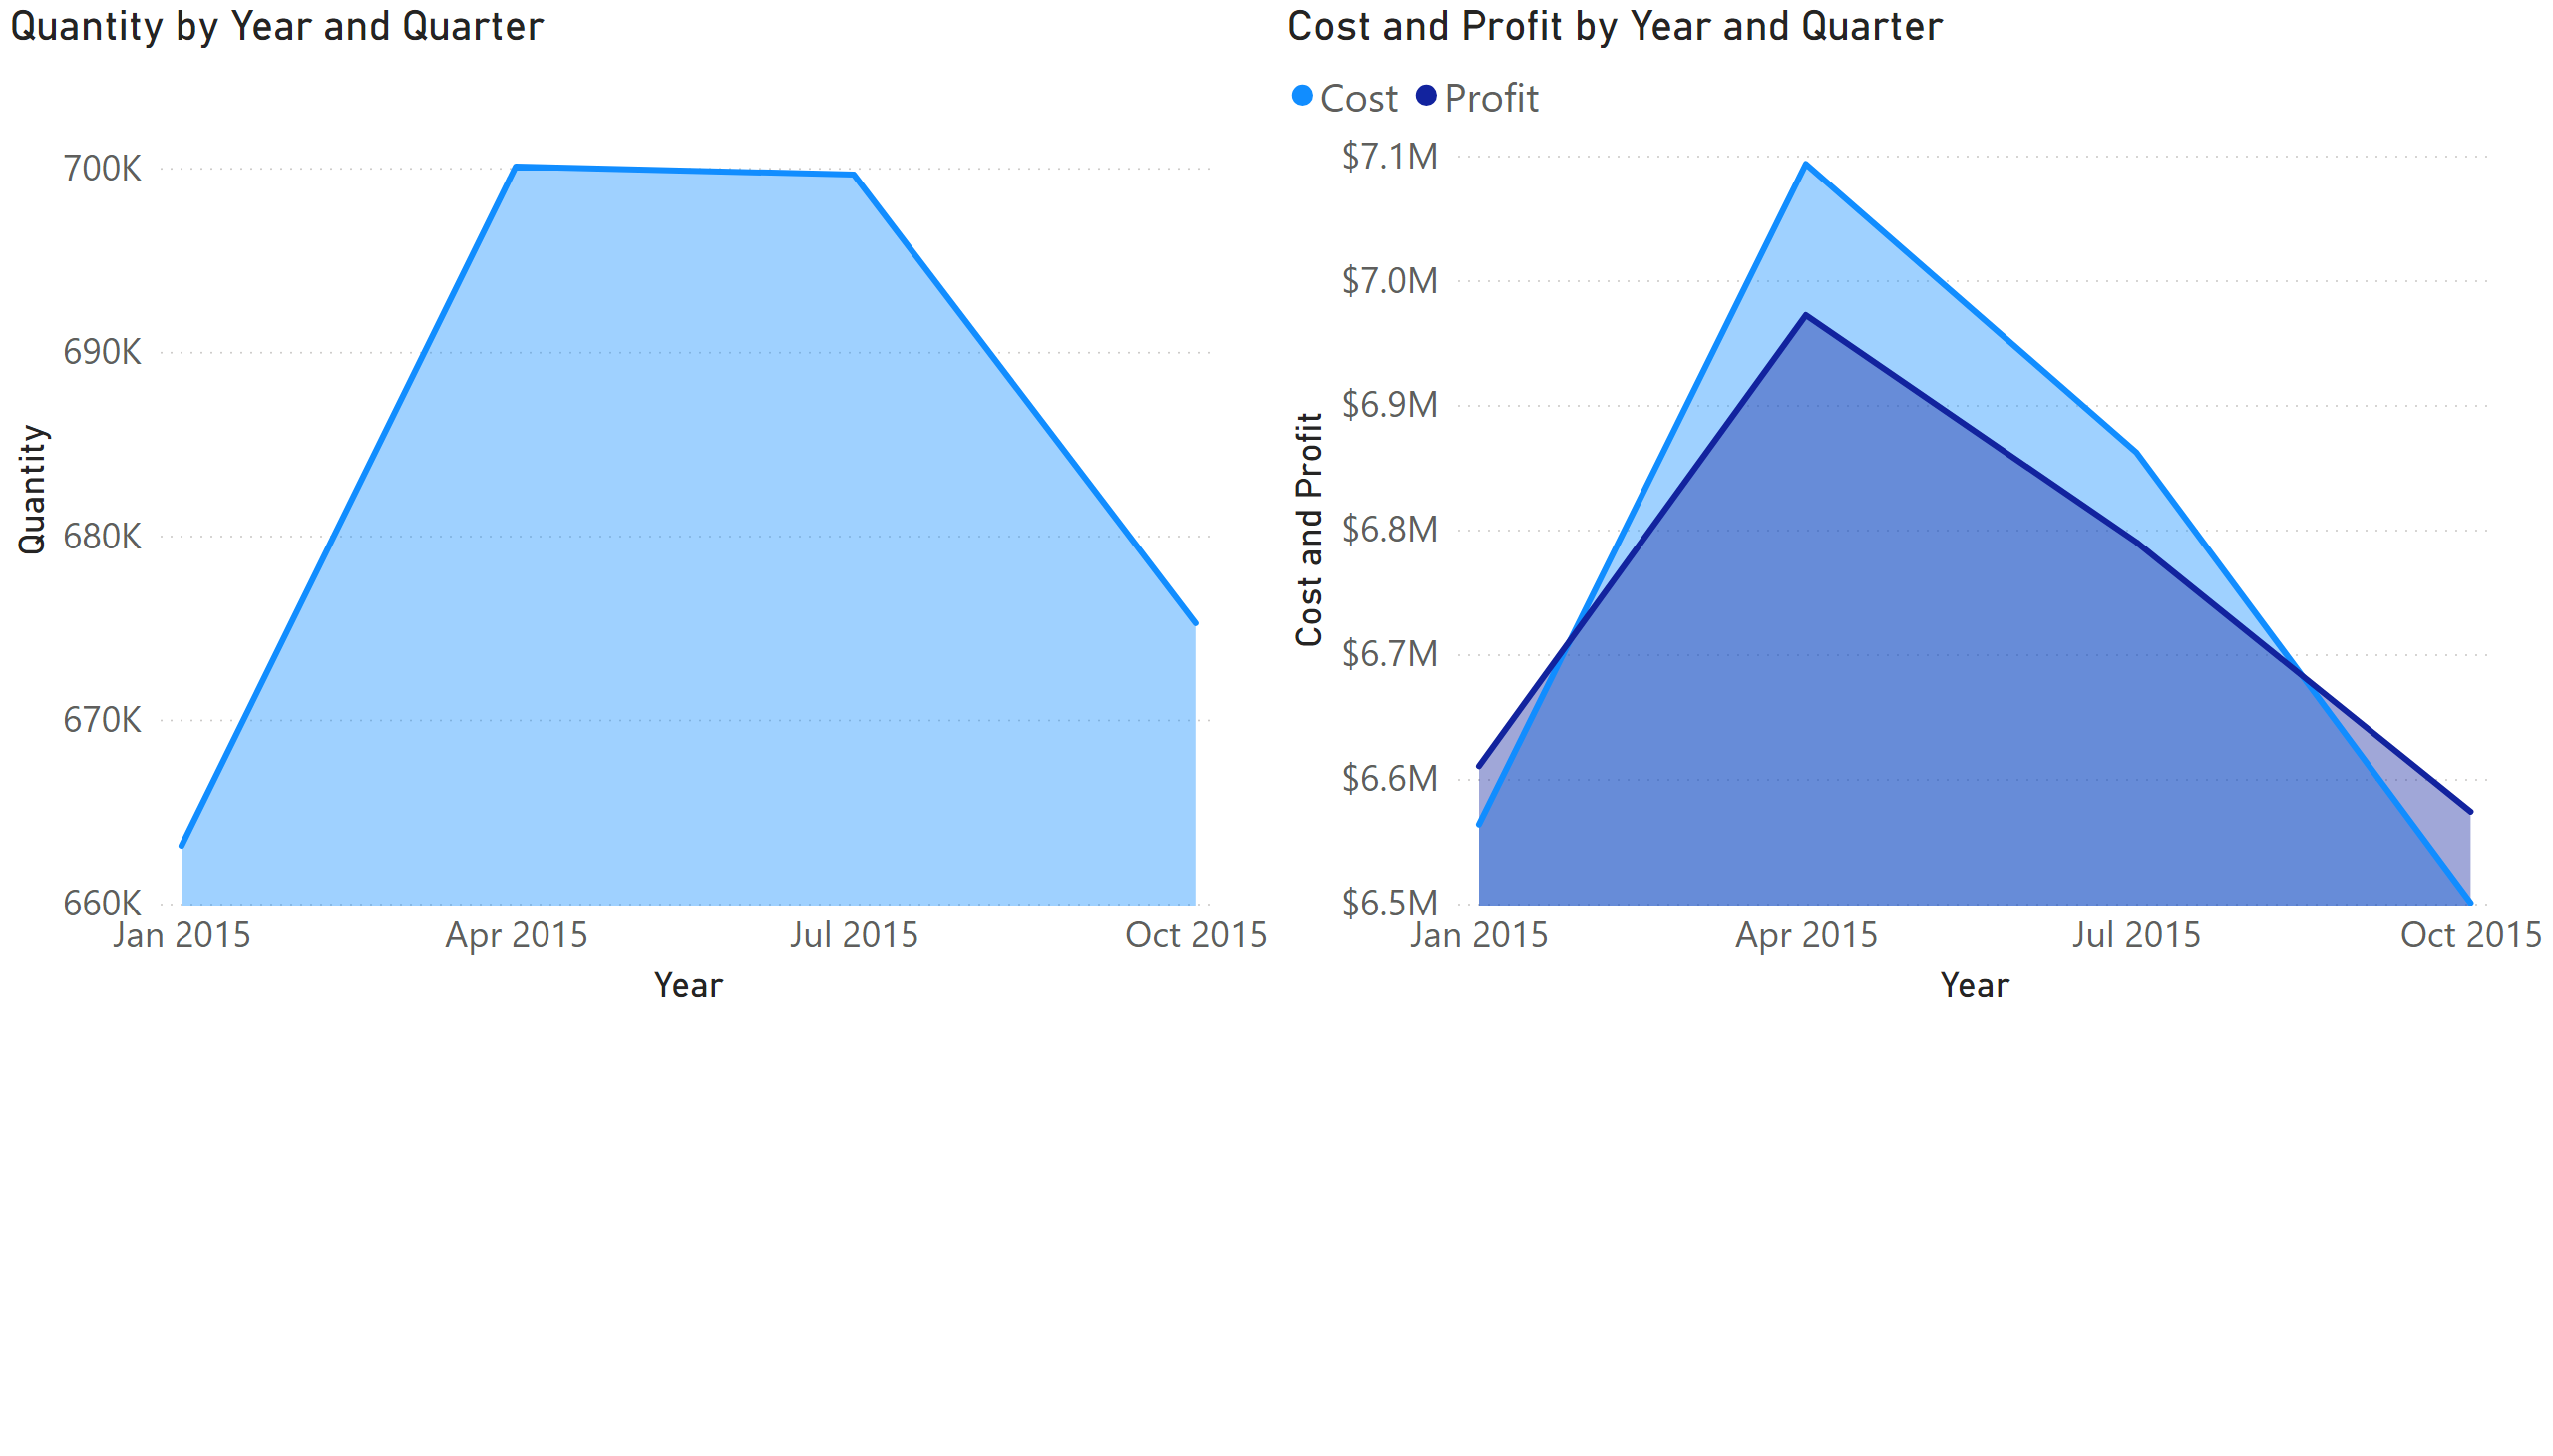 Quantity by Year and Quarter
700K
690K
680K
670K
660K
Quantity
Jan 2015 Apr 2015 Jul 2015 Oct 2015
Year
Cost and Profit by Year and Quarter
Cost Profit
$7.1M
$7.0M
$6.9M
$6.8M
$6.7M
$6.6M
$6.5M
Cost and Profit
Jan 2015 Apr 2015 Jul 2015 Oct 2015
Year